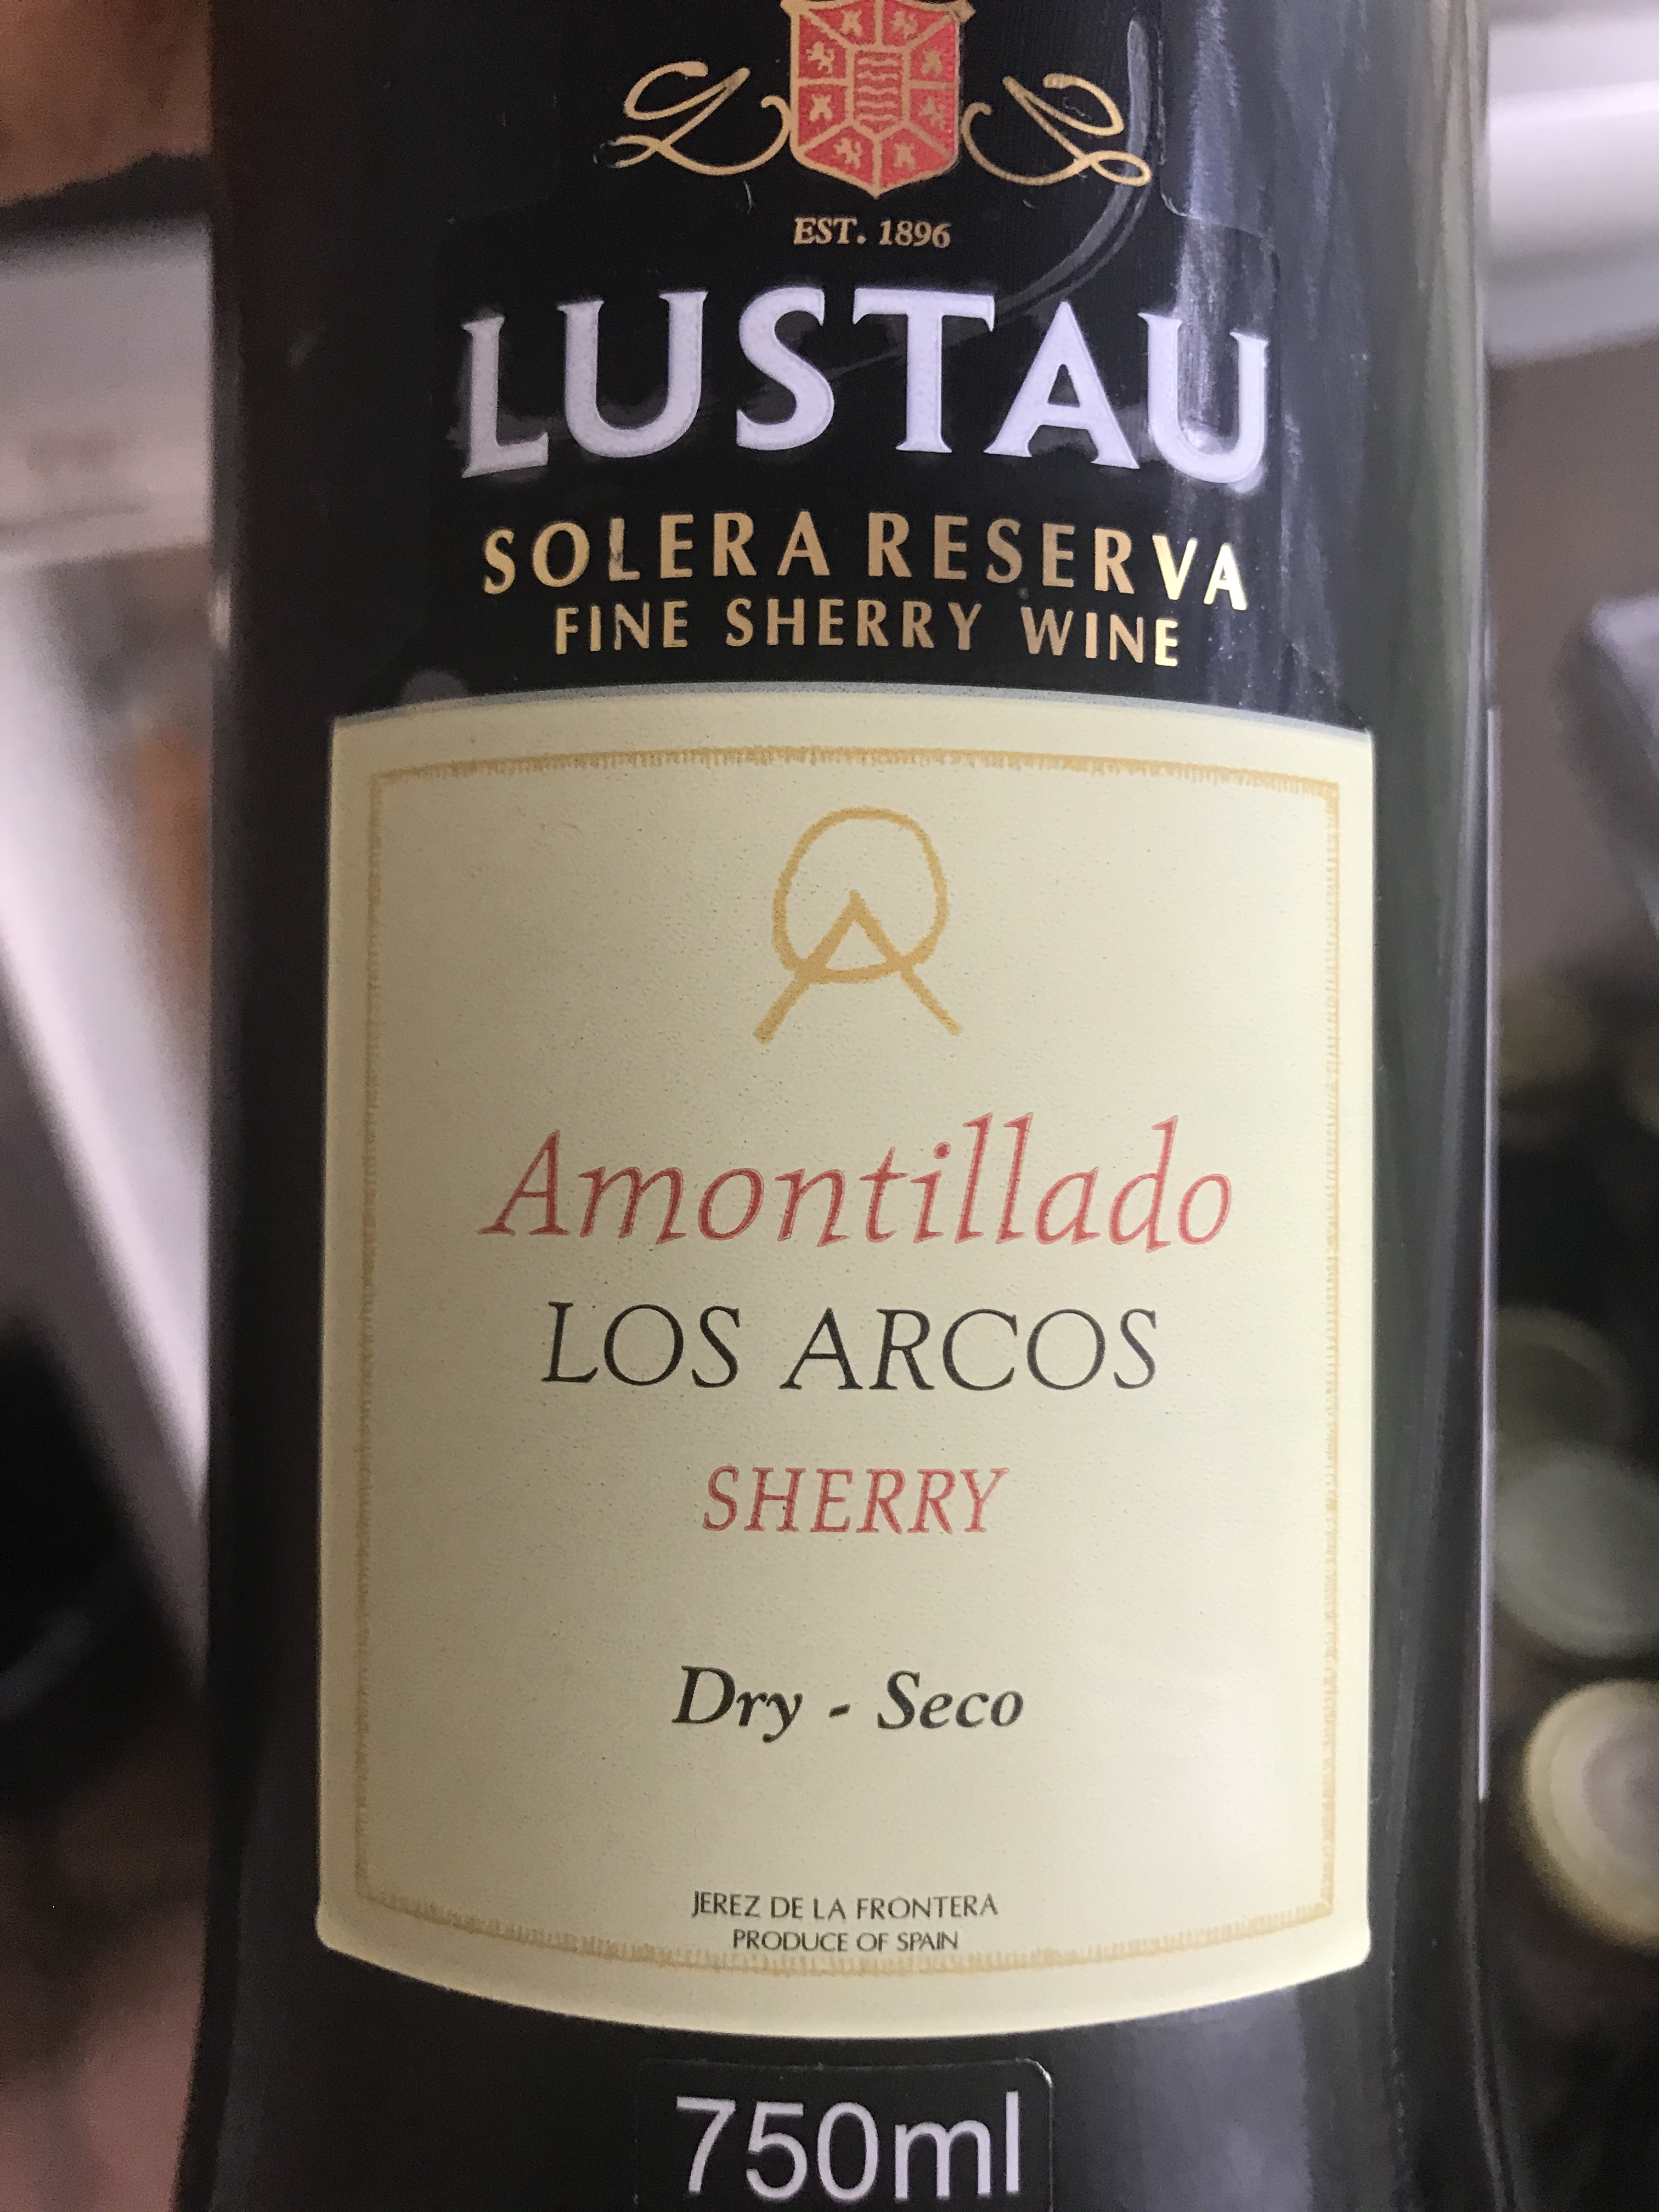 EST. 1896
LUSTAU
SOLERA RESERVA
FINE SHERRY WINE
Amontillado
LOS ARCOS
SHERRY
Dry - Seco
JEREZ DE LA FRONTERA
PRODUCE OF SPAIN
750ml